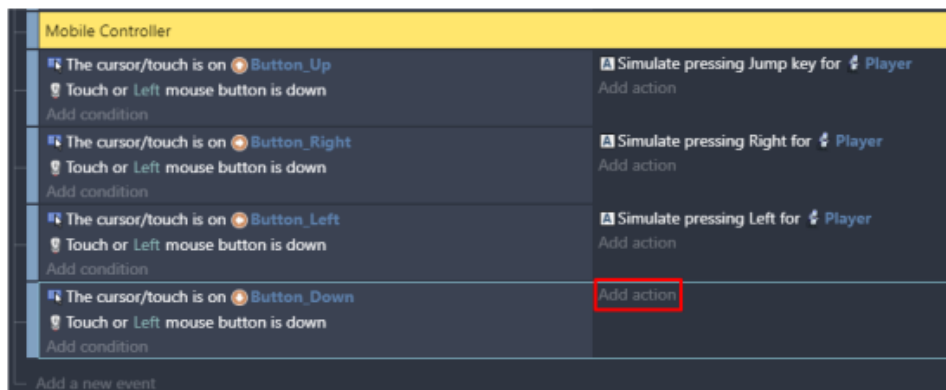 Mobile Controller
The cursor/touch is on Button_Up
Simulate pressing Jump key for Player
Touch or Left mouse button is down
Add action
Add condition
The cursor/touch is on Button_Right
Simulate pressing Right for Player
Touch or Left mouse button is down
Add action
Add condition
The cursor/touch is on Button_Left
Simulate pressing Left for Player
Touch or Left mouse button is down
Add action
Add condition
The cursor/touch is on Button_Down
Add action
Touch or Left mouse button is down
Add condition
Add a new event